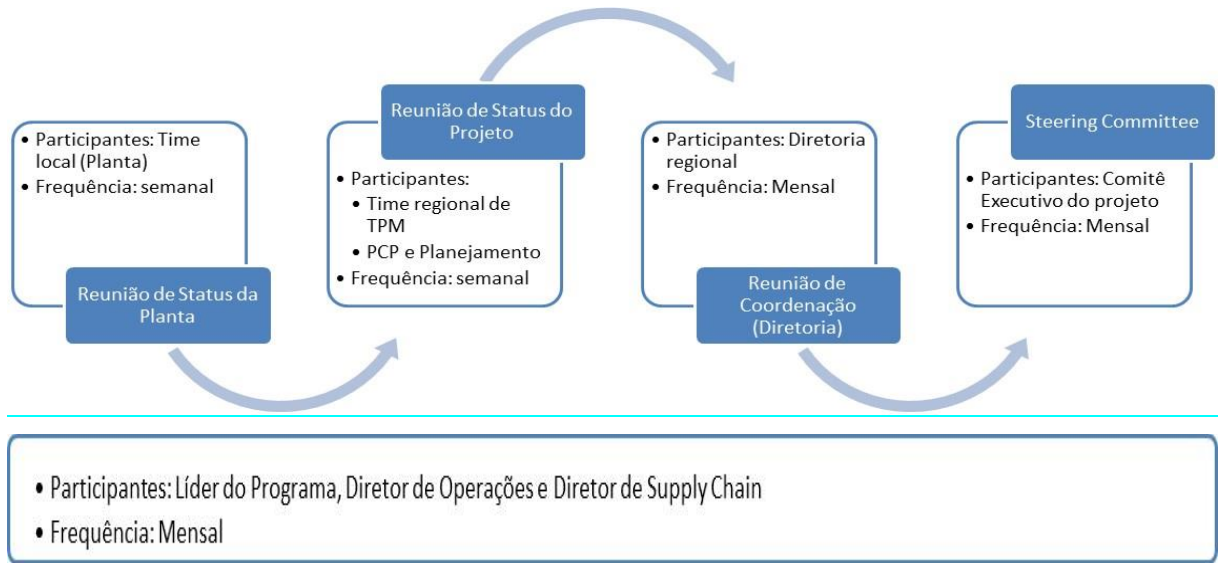 • Participantes: Time
local (Planta)
• Frequência: semanal
Reunião de Status da
Planta
Reunião de Status do
Projeto
• Participantes:
• Time regional de
TPM
• PCP e Planejamento
• Frequência: semanal
• Participantes: Diretoria
regional
• Frequência: Mensal
Reunião de
Coordenação
(Diretoria)
Steering Committee
• Participantes: Comitê
Executivo do projeto
• Frequência: Mensal
• Participantes: Líder do Programa, Diretor de Operações e Diretor de Supply Chain
• Frequência: Mensal